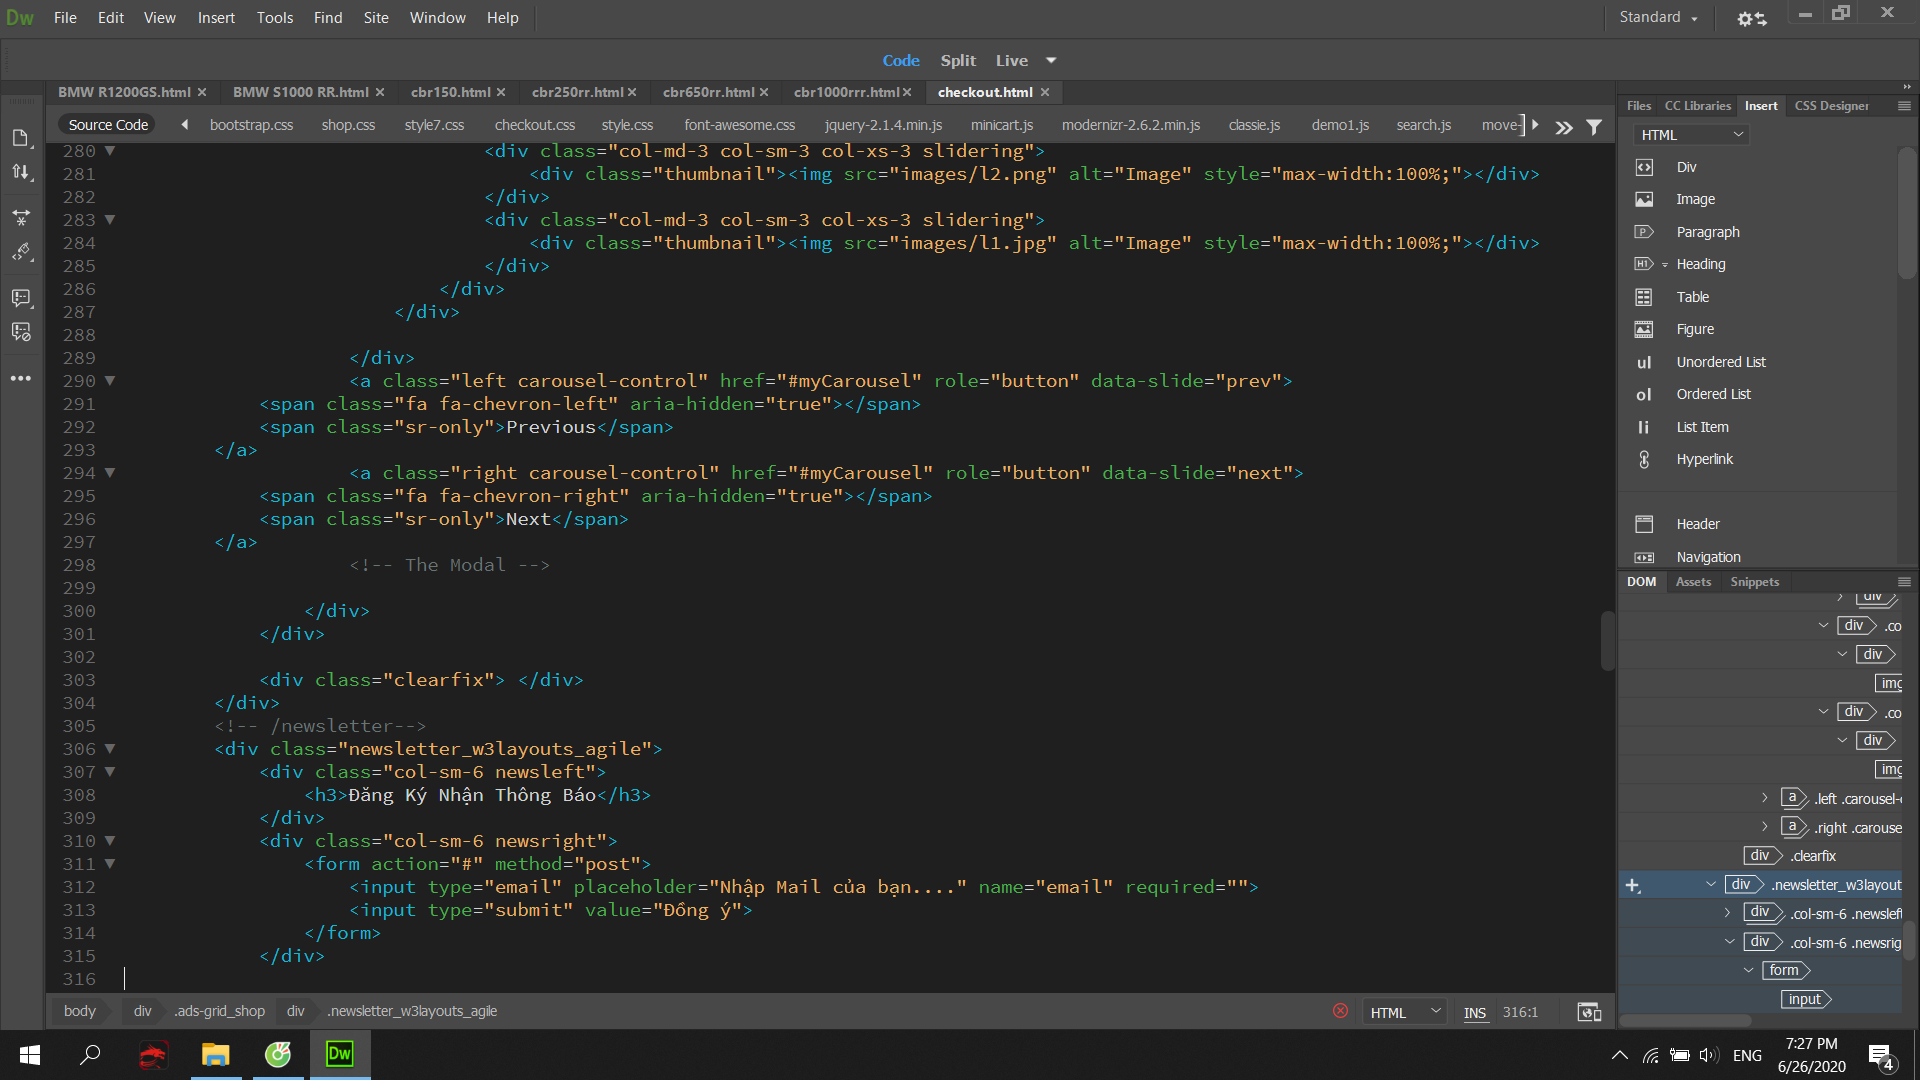 Dw File Edit View Insert Tools Find Site Window Help Standard
Code Split Live
BMW R1200GS.html BMW S1000 RR.html cbr150.html cbr250rr.html cbr650rr.html cbr1000rrr.html checkout.html
Source Code bootstrap.css shop.css style7.css checkout.css style.css font-awesome.css jquery-2.1.4.min.js minicart.js modernizr-2.6.2.min.js classie.js demo1.js search.js move-
280 <div class="col-md-3 col-sm-3 col-xs-3 slidering">
281 <div class="thumbnail"><img src="images/l2.png" alt="Image" style="max-width:100%;"></div>
282 </div>
283 <div class="col-md-3 col-sm-3 col-xs-3 slidering">
284 <div class="thumbnail"><img src="images/l1.jpg" alt="Image" style="max-width:100%;"></div>
285 </div>
286 </div>
287 </div>
288
289 </div>
290 <a class="left carousel-control" href="#myCarousel" role="button" data-slide="prev">
291 <span class="fa fa-chevron-left" aria-hidden="true"></span>
292 <span class="sr-only">Previous</span>
293 </a>
294 <a class="right carousel-control" href="#myCarousel" role="button" data-slide="next">
295 <span class="fa fa-chevron-right" aria-hidden="true"></span>
296 <span class="sr-only">Next</span>
297 </a>
298 <!-- The Modal -->
299
300 </div>
301 </div>
302
303 <div class="clearfix"> </div>
304 </div>
305 <!-- /newsletter-->
306 <div class="newsletter_w3layouts_agile">
307 <div class="col-sm-6 newsleft">
308 <h3>Đăng Ký Nhận Thông Báo</h3>
309 </div>
310 <div class="col-sm-6 newsright">
311 <form action="#" method="post">
312 <input type="email" placeholder="Nhập Mail của bạn...." name="email" required="">
313 <input type="submit" value="Đồng ý">
314 </form>
315 </div>
316
body div .ads-grid_shop div .newsletter_w3layouts_agile HTML INS 316:1
Files CC Libraries Insert CSS Designer
HTML
Div
Image
P Paragraph
H1 Heading
Table
Figure
ul Unordered List
ol Ordered List
li List Item
Hyperlink
Header
Navigation
DOM Assets Snippets
div
div .co
div
img
div .co
div
img
a .left .carousel-c
a .right .carouse
div .clearfix
div .newsletter_w3layout
div .col-sm-6 .newslef
div .col-sm-6 .newsrig
form
input
Dw ENG 7:27 PM
6/26/2020 4